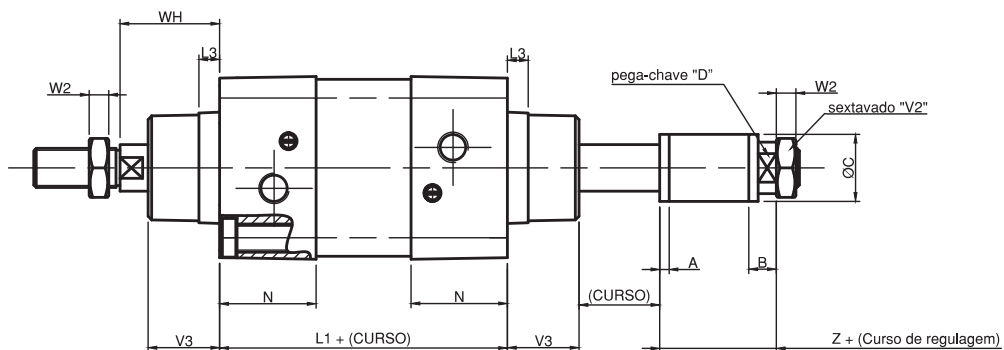 WH
L3
L3
W2
pega-chave "D"
W2
sextavado "V2"
ØC
A
B
N
N
(CURSO)
V3
L1 + (CURSO)
V3
Z + (Curso de regulagem)